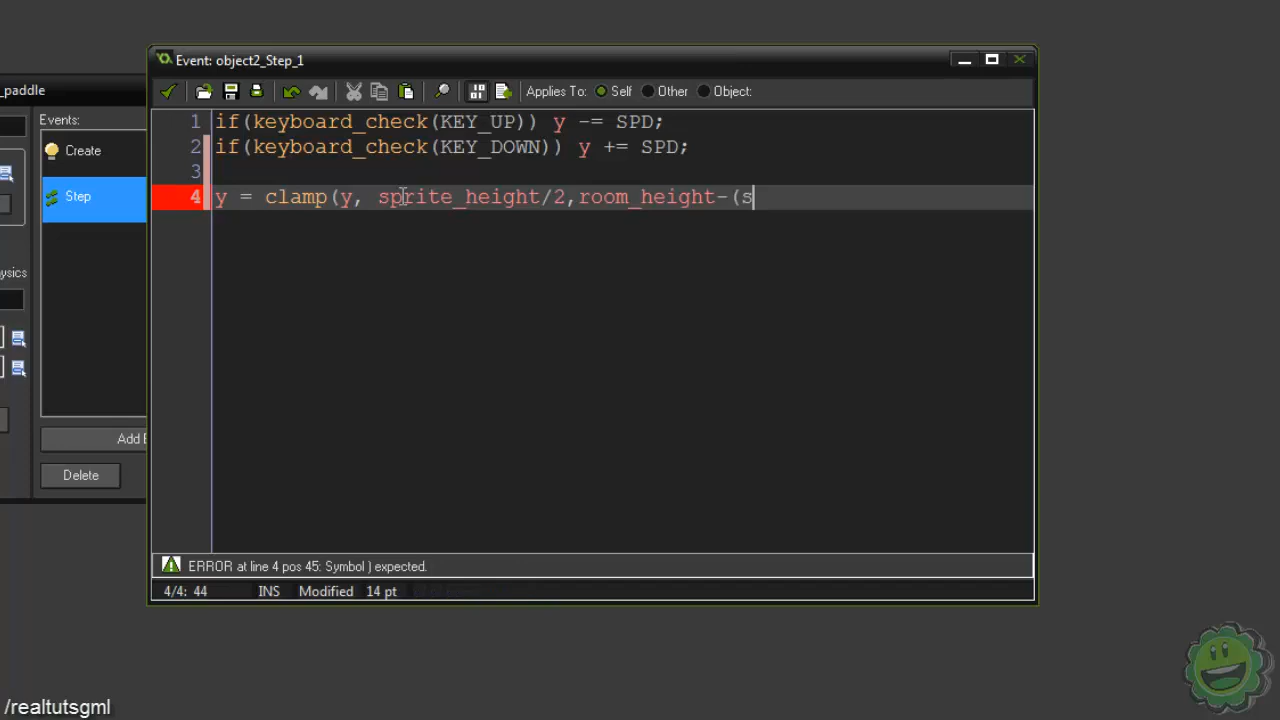 Event: object2_Step_1
_paddle
Applies To: Self Other Object:
Events:
1 if(keyboard_check(KEY_UP)) y -= SPD;
Create
2 if(keyboard_check(KEY_DOWN)) y += SPD;
3
Step
4 y = clamp(y, sprite_height/2,room_height-(s
ysics
Add E
Delete
ERROR at line 4 pos 45: Symbol ) expected.
4/4: 44 INS Modified 14 pt
/realtutsgml